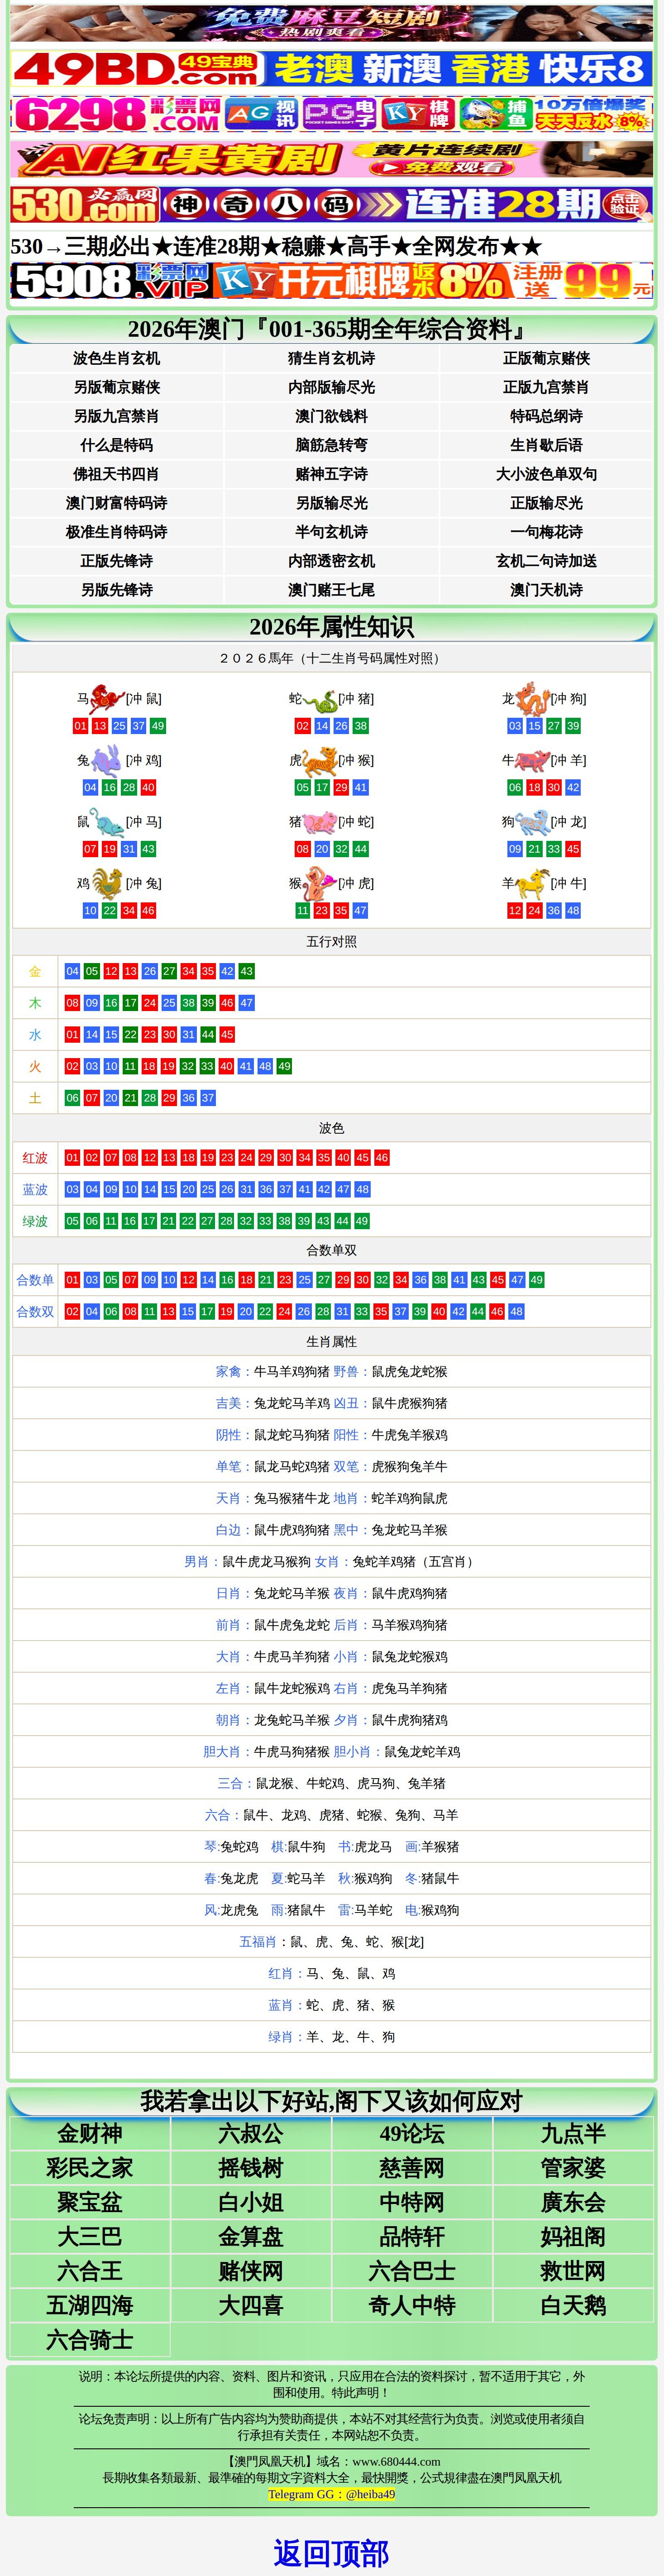 免费麻豆短剧
热剧爽看
49BD.com 49宝典 老澳 新澳 香港 快乐8
6298.COM 彩票网 AG视讯 PG电子 KY棋牌 捕鱼 10万倍爆奖 天天反水8%
AI红果黄剧 黄片连续剧 免费观看
530.com 头赢网 神奇八码 连准28期 点击验证
530→三期必出★连准28期★稳赚★高手★全网发布★★
5908.VIP 彩票网 KY开元棋牌 返水8% 注册送99元
2026年澳门『001-365期全年综合资料』
波色生肖玄机 猜生肖玄机诗 正版葡京赌侠
另版葡京赌侠 内部版输尽光 正版九宫禁肖
另版九宫禁肖 澳门欲钱料 特码总纲诗
什么是特码 脑筋急转弯 生肖歇后语
佛祖天书四肖 赌神五字诗 大小波色单双句
澳门财富特码诗 另版输尽光 正版输尽光
极准生肖特码诗 半句玄机诗 一句梅花诗
正版先锋诗 内部透密玄机 玄机二句诗加送
另版先锋诗 澳门赌王七尾 澳门天机诗
2026年属性知识
２０２６馬年（十二生肖号码属性对照）
马[冲 鼠] 蛇[冲 猪] 龙[冲 狗]
01 13 25 37 49 02 14 26 38 03 15 27 39
兔[冲 鸡] 虎[冲 猴] 牛[冲 羊]
04 16 28 40 05 17 29 41 06 18 30 42
鼠[冲 马] 猪[冲 蛇] 狗[冲 龙]
07 19 31 43 08 20 32 44 09 21 33 45
鸡[冲 兔] 猴[冲 虎] 羊[冲 牛]
10 22 34 46 11 23 35 47 12 24 36 48
五行对照
金 04 05 12 13 26 27 34 35 42 43
木 08 09 16 17 24 25 38 39 46 47
水 01 14 15 22 23 30 31 44 45
火 02 03 10 11 18 19 32 33 40 41 48 49
土 06 07 20 21 28 29 36 37
波色
红波 01 02 07 08 12 13 18 19 23 24 29 30 34 35 40 45 46
蓝波 03 04 09 10 14 15 20 25 26 31 36 37 41 42 47 48
绿波 05 06 11 16 17 21 22 27 28 32 33 38 39 43 44 49
合数单双
合数单 01 03 05 07 09 10 12 14 16 18 21 23 25 27 29 30 32 34 36 38 41 43 45 47 49
合数双 02 04 06 08 11 13 15 17 19 20 22 24 26 28 31 33 35 37 39 40 42 44 46 48
生肖属性
家禽：牛马羊鸡狗猪 野兽：鼠虎兔龙蛇猴
吉美：兔龙蛇马羊鸡 凶丑：鼠牛虎猴狗猪
阴性：鼠龙蛇马狗猪 阳性：牛虎兔羊猴鸡
单笔：鼠龙马蛇鸡猪 双笔：虎猴狗兔羊牛
天肖：兔马猴猪牛龙 地肖：蛇羊鸡狗鼠虎
白边：鼠牛虎鸡狗猪 黑中：兔龙蛇马羊猴
男肖：鼠牛虎龙马猴狗 女肖：兔蛇羊鸡猪（五宫肖）
日肖：兔龙蛇马羊猴 夜肖：鼠牛虎鸡狗猪
前肖：鼠牛虎兔龙蛇 后肖：马羊猴鸡狗猪
大肖：牛虎马羊狗猪 小肖：鼠兔龙蛇猴鸡
左肖：鼠牛龙蛇猴鸡 右肖：虎兔马羊狗猪
朝肖：龙兔蛇马羊猴 夕肖：鼠牛虎狗猪鸡
胆大肖：牛虎马狗猪猴 胆小肖：鼠兔龙蛇羊鸡
三合：鼠龙猴、牛蛇鸡、虎马狗、兔羊猪
六合：鼠牛、龙鸡、虎猪、蛇猴、兔狗、马羊
琴:兔蛇鸡 棋:鼠牛狗 书:虎龙马 画:羊猴猪
春:兔龙虎 夏:蛇马羊 秋:猴鸡狗 冬:猪鼠牛
风:龙虎兔 雨:猪鼠牛 雷:马羊蛇 电:猴鸡狗
五福肖：鼠、虎、兔、蛇、猴[龙]
红肖：马、兔、鼠、鸡
蓝肖：蛇、虎、猪、猴
绿肖：羊、龙、牛、狗
我若拿出以下好站,阁下又该如何应对
金财神 六叔公 49论坛 九点半
彩民之家 摇钱树 慈善网 管家婆
聚宝盆 白小姐 中特网 廣东会
大三巴 金算盘 品特轩 妈祖阁
六合王 赌侠网 六合巴士 救世网
五湖四海 大四喜 奇人中特 白天鹅
六合骑士
说明：本论坛所提供的内容、资料、图片和资讯，只应用在合法的资料探讨，暂不适用于其它，外
围和使用。特此声明！
论坛免责声明：以上所有广告内容均为赞助商提供，本站不对其经营行为负责。浏览或使用者须自
行承担有关责任，本网站恕不负责。
【澳門凤凰天机】域名：www.680444.com
長期收集各類最新、最準確的每期文字資料大全，最快開獎，公式規律盡在澳門凤凰天机
Telegram GG：@heiba49
返回顶部